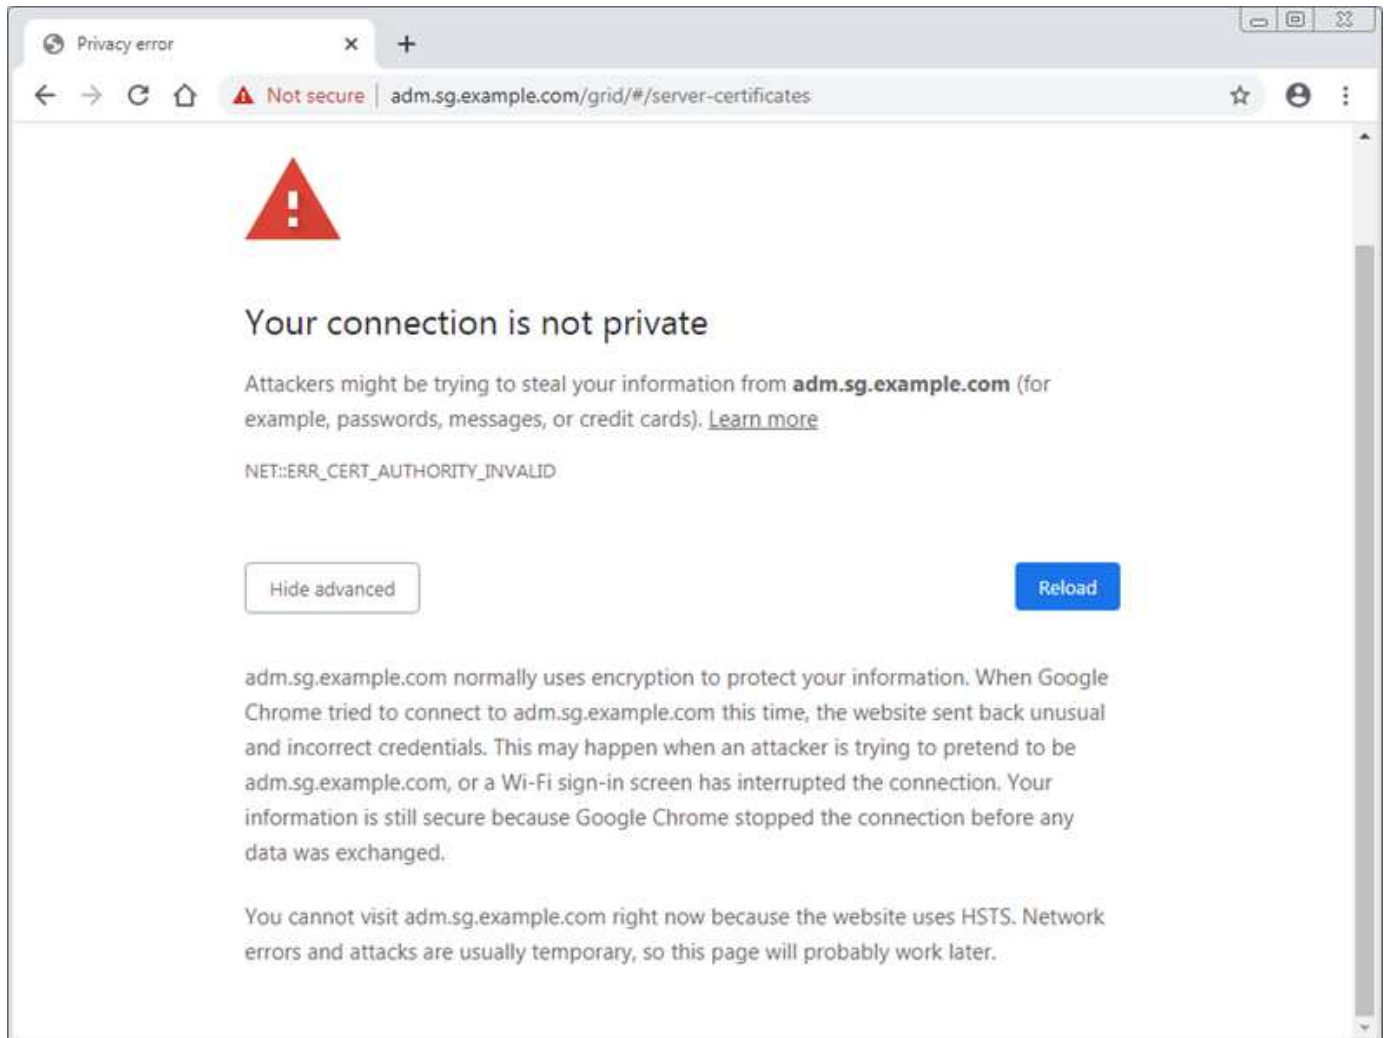 Privacy error
Not secure adm.sg.example.com/grid/#/server-certificates
Your connection is not private
Attackers might be trying to steal your information from adm.sg.example.com (for
example, passwords, messages, or credit cards). Learn more
NET::ERR_CERT_AUTHORITY_INVALID
Hide advanced
Reload
adm.sg.example.com normally uses encryption to protect your information. When Google
Chrome tried to connect to adm.sg.example.com this time, the website sent back unusual
and incorrect credentials. This may happen when an attacker is trying to pretend to be
adm.sg.example.com, or a Wi-Fi sign-in screen has interrupted the connection. Your
information is still secure because Google Chrome stopped the connection before any
data was exchanged.
You cannot visit adm.sg.example.com right now because the website uses HSTS. Network
errors and attacks are usually temporary, so this page will probably work later.